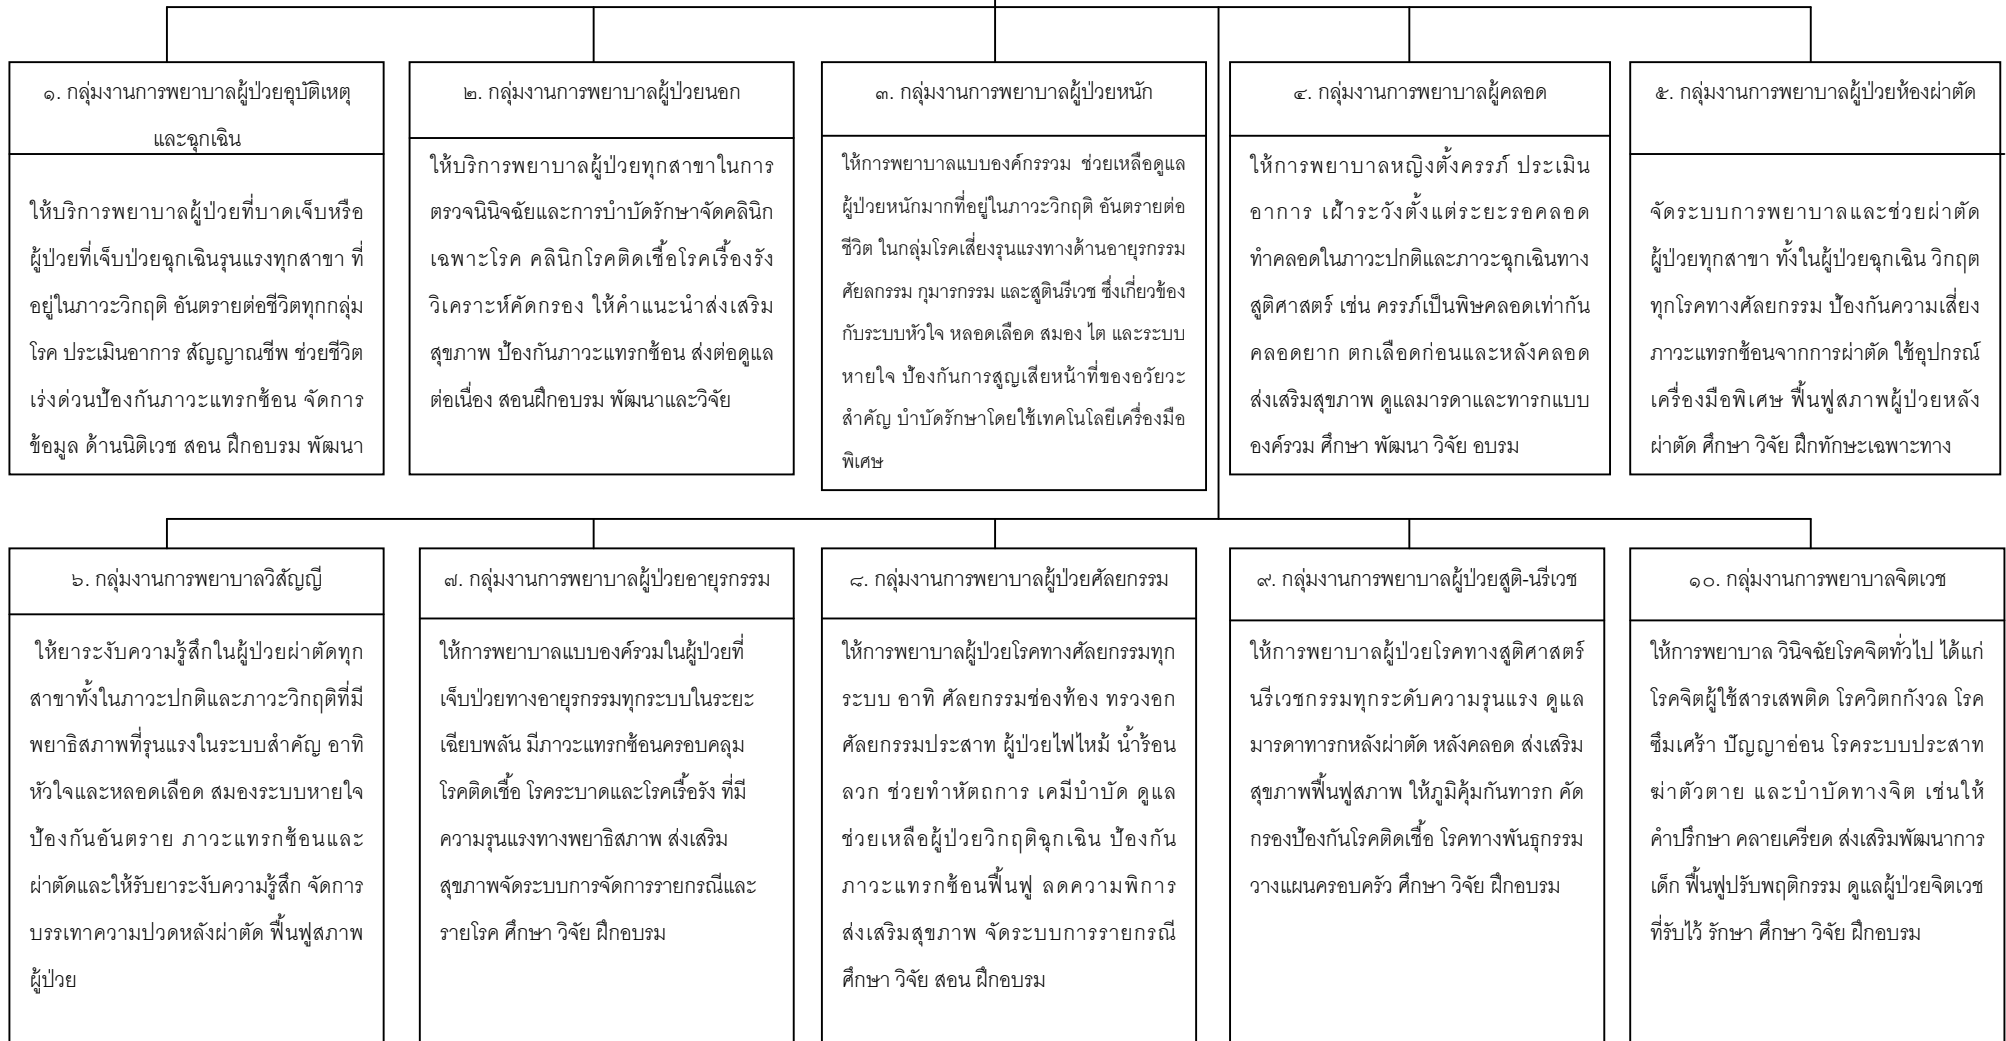 ๑. กลุ่มงานการพยาบาลผู้ป่วยอุบัติเหตุ
และฉุกเฉิน
ให้บริการพยาบาลผู้ป่วยที่บาดเจ็บหรือ
ผู้ป่วยที่เจ็บป่วยฉุกเฉินรุนแรงทุกสาขา ที่
อยู่ในภาวะวิกฤติ อันตรายต่อชีวิตทุกกลุ่ม
โรค ประเมินอาการ สัญญาณชีพ ช่วยชีวิต
เร่งด่วนป้องกันภาวะแทรกซ้อน จัดการ
ข้อมูล ด้านนิติเวช สอน ฝึกอบรม พัฒนา
๒. กลุ่มงานการพยาบาลผู้ป่วยนอก
ให้บริการพยาบาลผู้ป่วยทุกสาขาในการ
ตรวจนินิจฉัยและการบำบัดรักษาจัดคลินิก
เฉพาะโรค คลินิกโรคติดเชื้อโรคเรื้องรัง
วิเคราะห์คัดกรอง ให้คำแนะนำส่งเสริม
สุขภาพ ป้องกันภาวะแทรกซ้อน ส่งต่อดูแล
ต่อเนื่อง สอนฝึกอบรม พัฒนาและวิจัย
๓. กลุ่มงานการพยาบาลผู้ป่วยหนัก
ให้การพยาบาลแบบองค์กรรวม ช่วยเหลือดูแล
ผู้ป่วยหนักมากที่อยู่ในภาวะวิกฤติ อันตรายต่อ
ชีวิต ในกลุ่มโรคเสี่ยงรุนแรงทางด้านอายุรกรรม
ศัยลกรรม กุมารกรรม และสูตินรีเวช ซึ่งเกี่ยวข้อง
กับระบบหัวใจ หลอดเลือด สมอง ไต และระบบ
หายใจ ป้องกันการสูญเสียหน้าที่ของอวัยวะ
สำคัญ บำบัดรักษาโดยใช้เทคโนโลยีเครื่องมือ
พิเศษ
๔. กลุ่มงานการพยาบาลผู้คลอด
ให้การพยาบาลหญิงตั้งครรภ์ ประเมิน
อาการ เฝ้าระวังตั้งแต่ระยะรอคลอด
ทำคลอดในภาวะปกติและภาวะฉุกเฉินทาง
สูติศาสตร์ เช่น ครรภ์เป็นพิษคลอดเท่ากัน
คลอดยาก ตกเลือดก่อนและหลังคลอด
ส่งเสริมสุขภาพ ดูแลมารดาและทารกแบบ
องค์รวม ศึกษา พัฒนา วิจัย อบรม
๕. กลุ่มงานการพยาบาลผู้ป่วยห้องผ่าตัด
จัดระบบการพยาบาลและช่วยผ่าตัด
ผู้ป่วยทุกสาขา ทั้งในผู้ป่วยฉุกเฉิน วิกฤต
ทุกโรคทางศัลยกรรม ป้องกันความเสี่ยง
ภาวะแทรกซ้อนจากการผ่าตัด ใช้อุปกรณ์
เครื่องมือพิเศษ ฟื้นฟูสภาพผู้ป่วยหลัง
ผ่าตัด ศึกษา วิจัย ฝึกทักษะเฉพาะทาง
๖. กลุ่มงานการพยาบาลวิสัญญี
ให้ยาระงับความรู้สึกในผู้ป่วยผ่าตัดทุก
สาขาทั้งในภาวะปกติและภาวะวิกฤติที่มี
พยาธิสภาพที่รุนแรงในระบบสำคัญ อาทิ
หัวใจและหลอดเลือด สมองระบบหายใจ
ป้องกันอันตราย ภาวะแทรกซ้อนและ
ผ่าตัดและให้รับยาระงับความรู้สึก จัดการ
บรรเทาความปวดหลังผ่าตัด ฟื้นฟูสภาพ
ผู้ป่วย
๗. กลุ่มงานการพยาบาลผู้ป่วยอายุรกรรม
ให้การพยาบาลแบบองค์รวมในผู้ป่วยที่
เจ็บป่วยทางอายุรกรรมทุกระบบในระยะ
เฉียบพลัน มีภาวะแทรกซ้อนครอบคลุม
โรคติดเชื้อ โรคระบาดและโรคเรื้อรัง ที่มี
ความรุนแรงทางพยาธิสภาพ ส่งเสริม
สุขภาพจัดระบบการจัดการรายกรณีและ
รายโรค ศึกษา วิจัย ฝึกอบรม
๘. กลุ่มงานการพยาบาลผู้ป่วยศัลยกรรม
ให้การพยาบาลผู้ป่วยโรคทางศัลยกรรมทุก
ระบบ อาทิ ศัลยกรรมช่องท้อง ทรวงอก
ศัลยกรรมประสาท ผู้ป่วยไฟไหม้ น้ำร้อน
ลวก ช่วยทำหัตถการ เคมีบำบัด ดูแล
ช่วยเหลือผู้ป่วยวิกฤติฉุกเฉิน ป้องกัน
ภาวะแทรกซ้อนฟื้นฟู ลดความพิการ
ส่งเสริมสุขภาพ จัดระบบการรายกรณี
ศึกษา วิจัย สอน ฝึกอบรม
๙. กลุ่มงานการพยาบาลผู้ป่วยสูติ-นรีเวช
ให้การพยาบาลผู้ป่วยโรคทางสูติศาสตร์
นรีเวชกรรมทุกระดับความรุนแรง ดูแล
มารดาทารกหลังผ่าตัด หลังคลอด ส่งเสริม
สุขภาพฟื้นฟูสภาพ ให้ภูมิคุ้มกันทารก คัด
กรองป้องกันโรคติดเชื้อ โรคทางพันธุกรรม
วางแผนครอบครัว ศึกษา วิจัย ฝึกอบรม
๑๐. กลุ่มงานการพยาบาลจิตเวช
ให้การพยาบาล วินิจฉัยโรคจิตทั่วไป ได้แก่
โรคจิตผู้ใช้สารเสพติด โรควิตกกังวล โรค
ซึมเศร้า ปัญญาอ่อน โรคระบบประสาท
ฆ่าตัวตาย และบำบัดทางจิต เช่นให้
คำปรึกษา คลายเครียด ส่งเสริมพัฒนาการ
เด็ก ฟื้นฟูปรับพฤติกรรม ดูแลผู้ป่วยจิตเวช
ที่รับไว้ รักษา ศึกษา วิจัย ฝึกอบรม